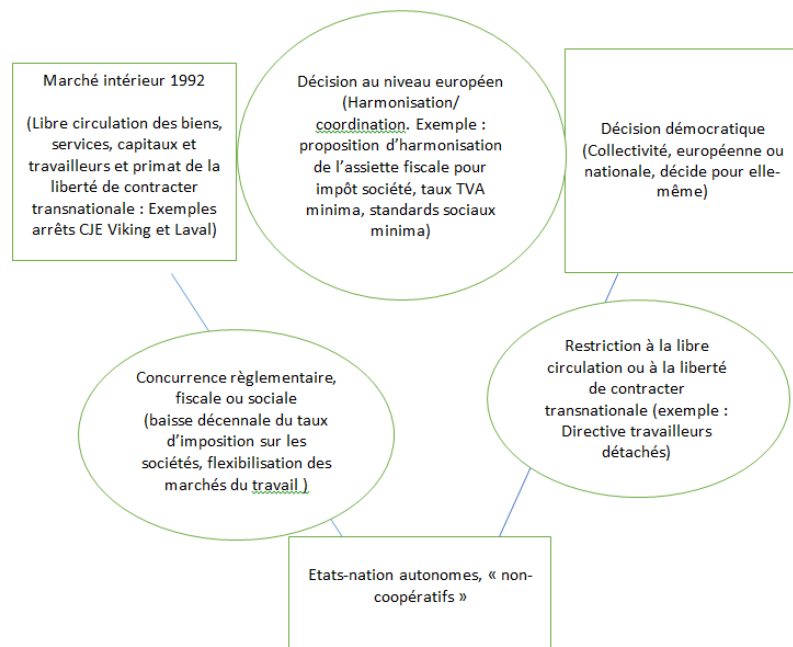 Marché intérieur 1992
(Libre circulation des biens,
services, capitaux et
travailleurs et primat de la
liberté de contracter
transnationale : Exemples
arrêts CJE Viking et Laval)
Décision au niveau européen
(Harmonisation/
coordination. Exemple :
proposition d’harmonisation
de l’assiette fiscale pour
impôt société, taux TVA
minima, standards sociaux
minima)
Décision démocratique
(Collectivité, européenne ou
nationale, décide pour elle-
même)
Concurrence règlementaire,
fiscale ou sociale
(baisse décennale du taux
d’imposition sur les
sociétés, flexibilisation des
marchés du travail )
Restriction à la libre
circulation ou à la liberté
de contracter
transnationale (exemple :
Directive travailleurs
détachés)
Etats-nation autonomes, « non-
coopératifs »